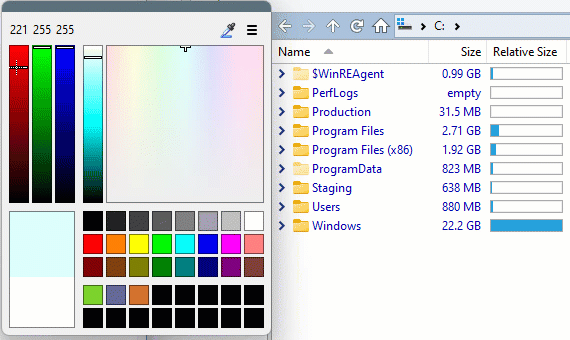 221 255 255
C:
Name Size Relative Size
$WinREAgent 0.99 GB
PerfLogs empty
Production 31.5 MB
Program Files 2.71 GB
Program Files (x86) 1.92 GB
ProgramData 823 MB
Staging 638 MB
Users 880 MB
Windows 22.2 GB